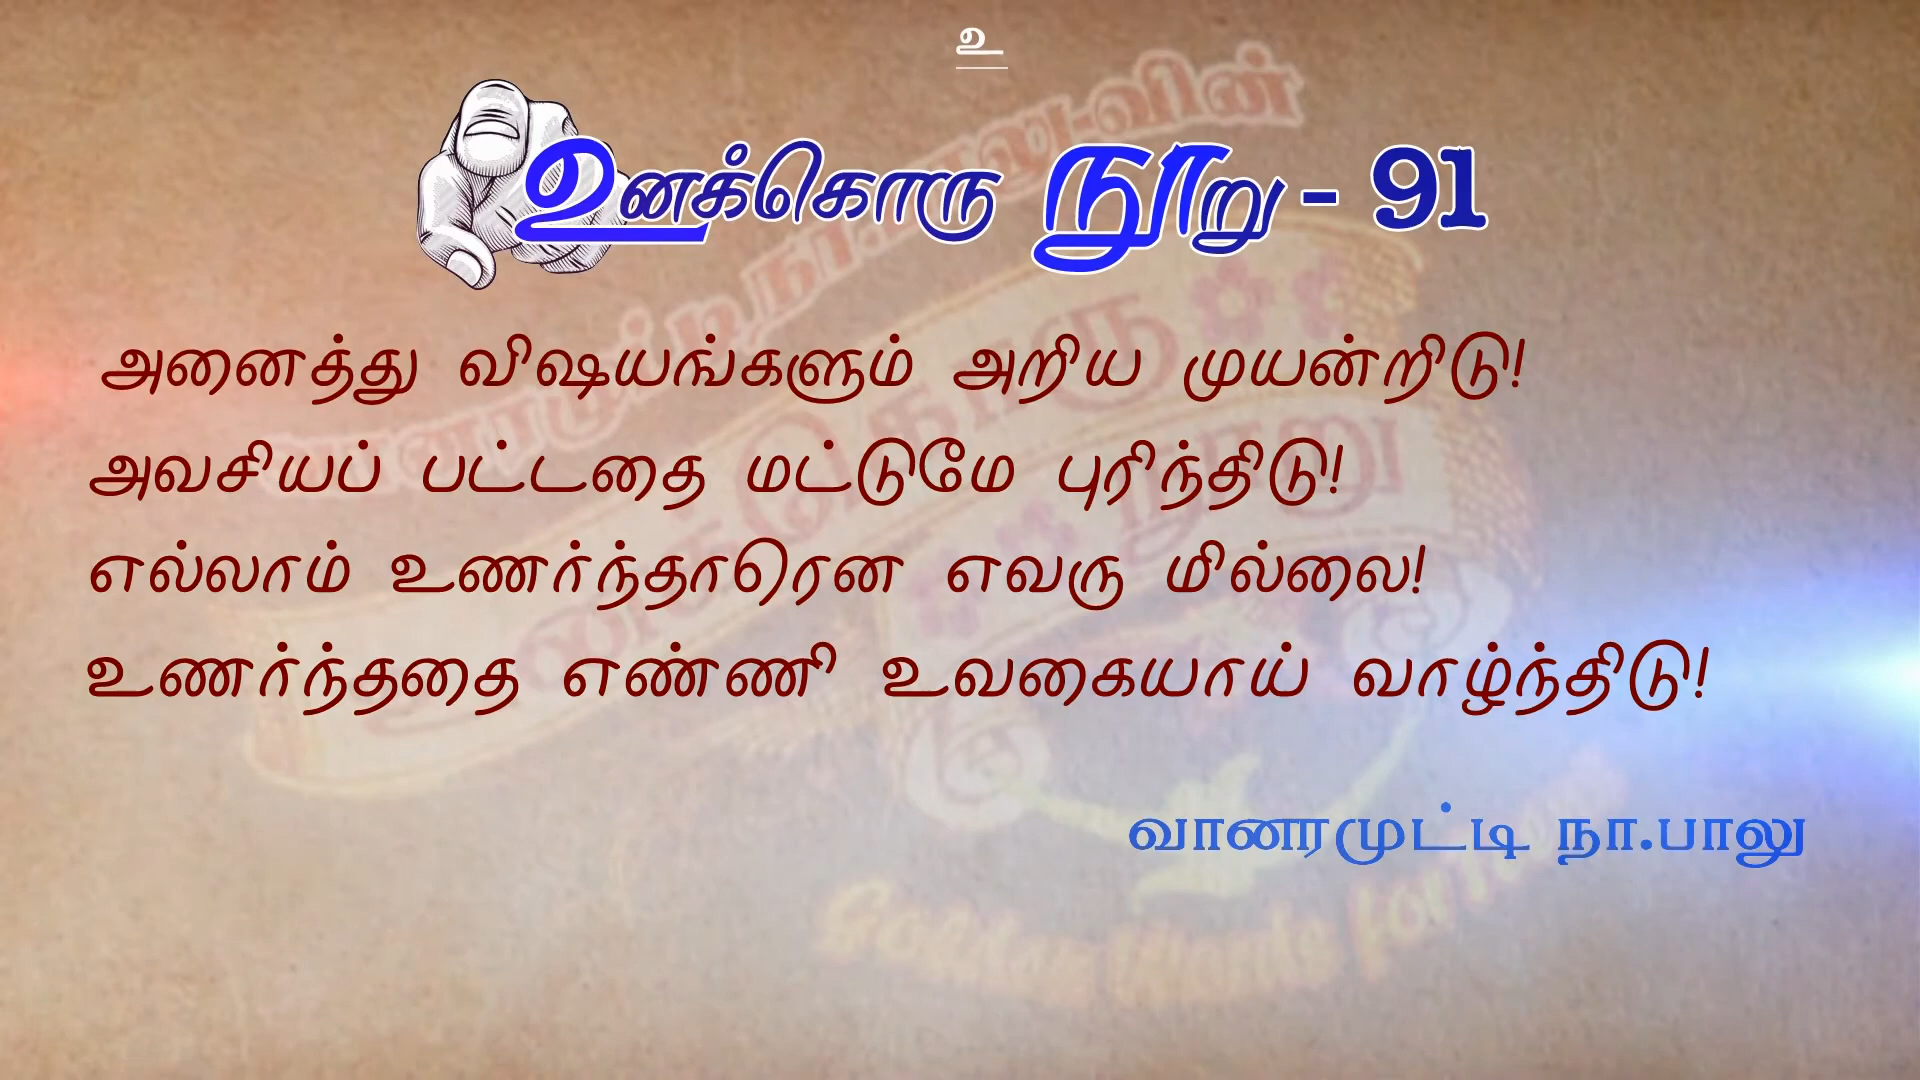 உ
உனக்கொரு நூறு - 91
அனைத்து விஷயங்களும் அறிய முயன்றிடு!
அவசியப் பட்டதை மட்டுமே புரிந்திடு!
எல்லாம் உணர்ந்தாரென எவரு மில்லை!
உணர்ந்ததை எண்ணி உவகையாய் வாழ்ந்திடு!
வானரமுட்டி நா.பாலு